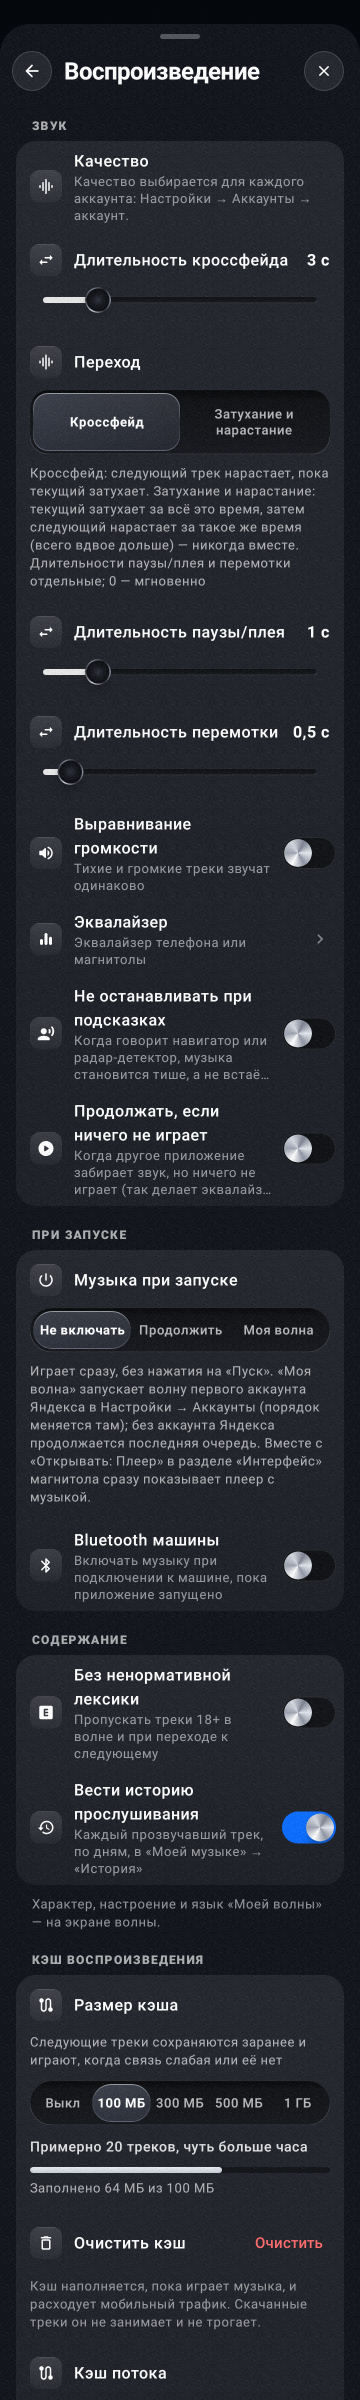 Воспроизведение
ЗВУК
Качество
Качество выбирается для каждого
аккаунта: Настройки → Аккаунты →
аккаунт.
Длительность кроссфейда 3 с
Переход
Кроссфейд
Затухание и
нарастание
Кроссфейд: следующий трек нарастает, пока
текущий затухает. Затухание и нарастание:
текущий затухает за всё это время, затем
следующий нарастает за такое же время
(всего вдвое дольше) — никогда вместе.
Длительности паузы/плея и перемотки
отдельные; 0 — мгновенно
Длительность паузы/плея 1 с
Длительность перемотки 0,5 с
Выравнивание
громкости
Тихие и громкие треки звучат
одинаково
Эквалайзер
Эквалайзер телефона или
магнитолы
Не останавливать при
подсказках
Когда говорит навигатор или
радар-детектор, музыка
становится тише, а не встаё…
Продолжать, если
ничего не играет
Когда другое приложение
забирает звук, но ничего не
играет (так делает эквалайз…
ПРИ ЗАПУСКЕ
Музыка при запуске
Не включать Продолжить Моя волна
Играет сразу, без нажатия на «Пуск». «Моя
волна» запускает волну первого аккаунта
Яндекса в Настройки → Аккаунты (порядок
меняется там); без аккаунта Яндекса
продолжается последняя очередь. Вместе с
«Открывать: Плеер» в разделе «Интерфейс»
магнитола сразу показывает плеер с
музыкой.
Bluetooth машины
Включать музыку при
подключении к машине, пока
приложение запущено
СОДЕРЖАНИЕ
Без ненормативной
лексики
Пропускать треки 18+ в
волне и при переходе к
следующему
Вести историю
прослушивания
Каждый прозвучавший трек,
по дням, в «Моей музыке» →
«История»
Характер, настроение и язык «Моей волны»
— на экране волны.
КЭШ ВОСПРОИЗВЕДЕНИЯ
Размер кэша
Следующие треки сохраняются заранее и
играют, когда связь слабая или её нет
Выкл 100 МБ 300 МБ 500 МБ 1 ГБ
Примерно 20 треков, чуть больше часа
Заполнено 64 МБ из 100 МБ
Очистить кэш Очистить
Кэш наполняется, пока играет музыка, и
расходует мобильный трафик. Скачанные
треки он не занимает и не трогает.
Кэш потока